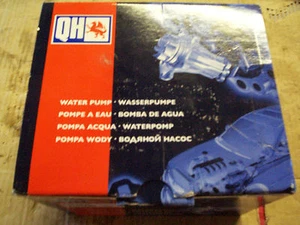 QH
WATER PUMP · WASSERPUMPE
POMPE A EAU · BOMBA DE AGUA
POMPA ACQUA · WATERPOMP
POMPA WODY · ВОДЯНОЙ НАСОС